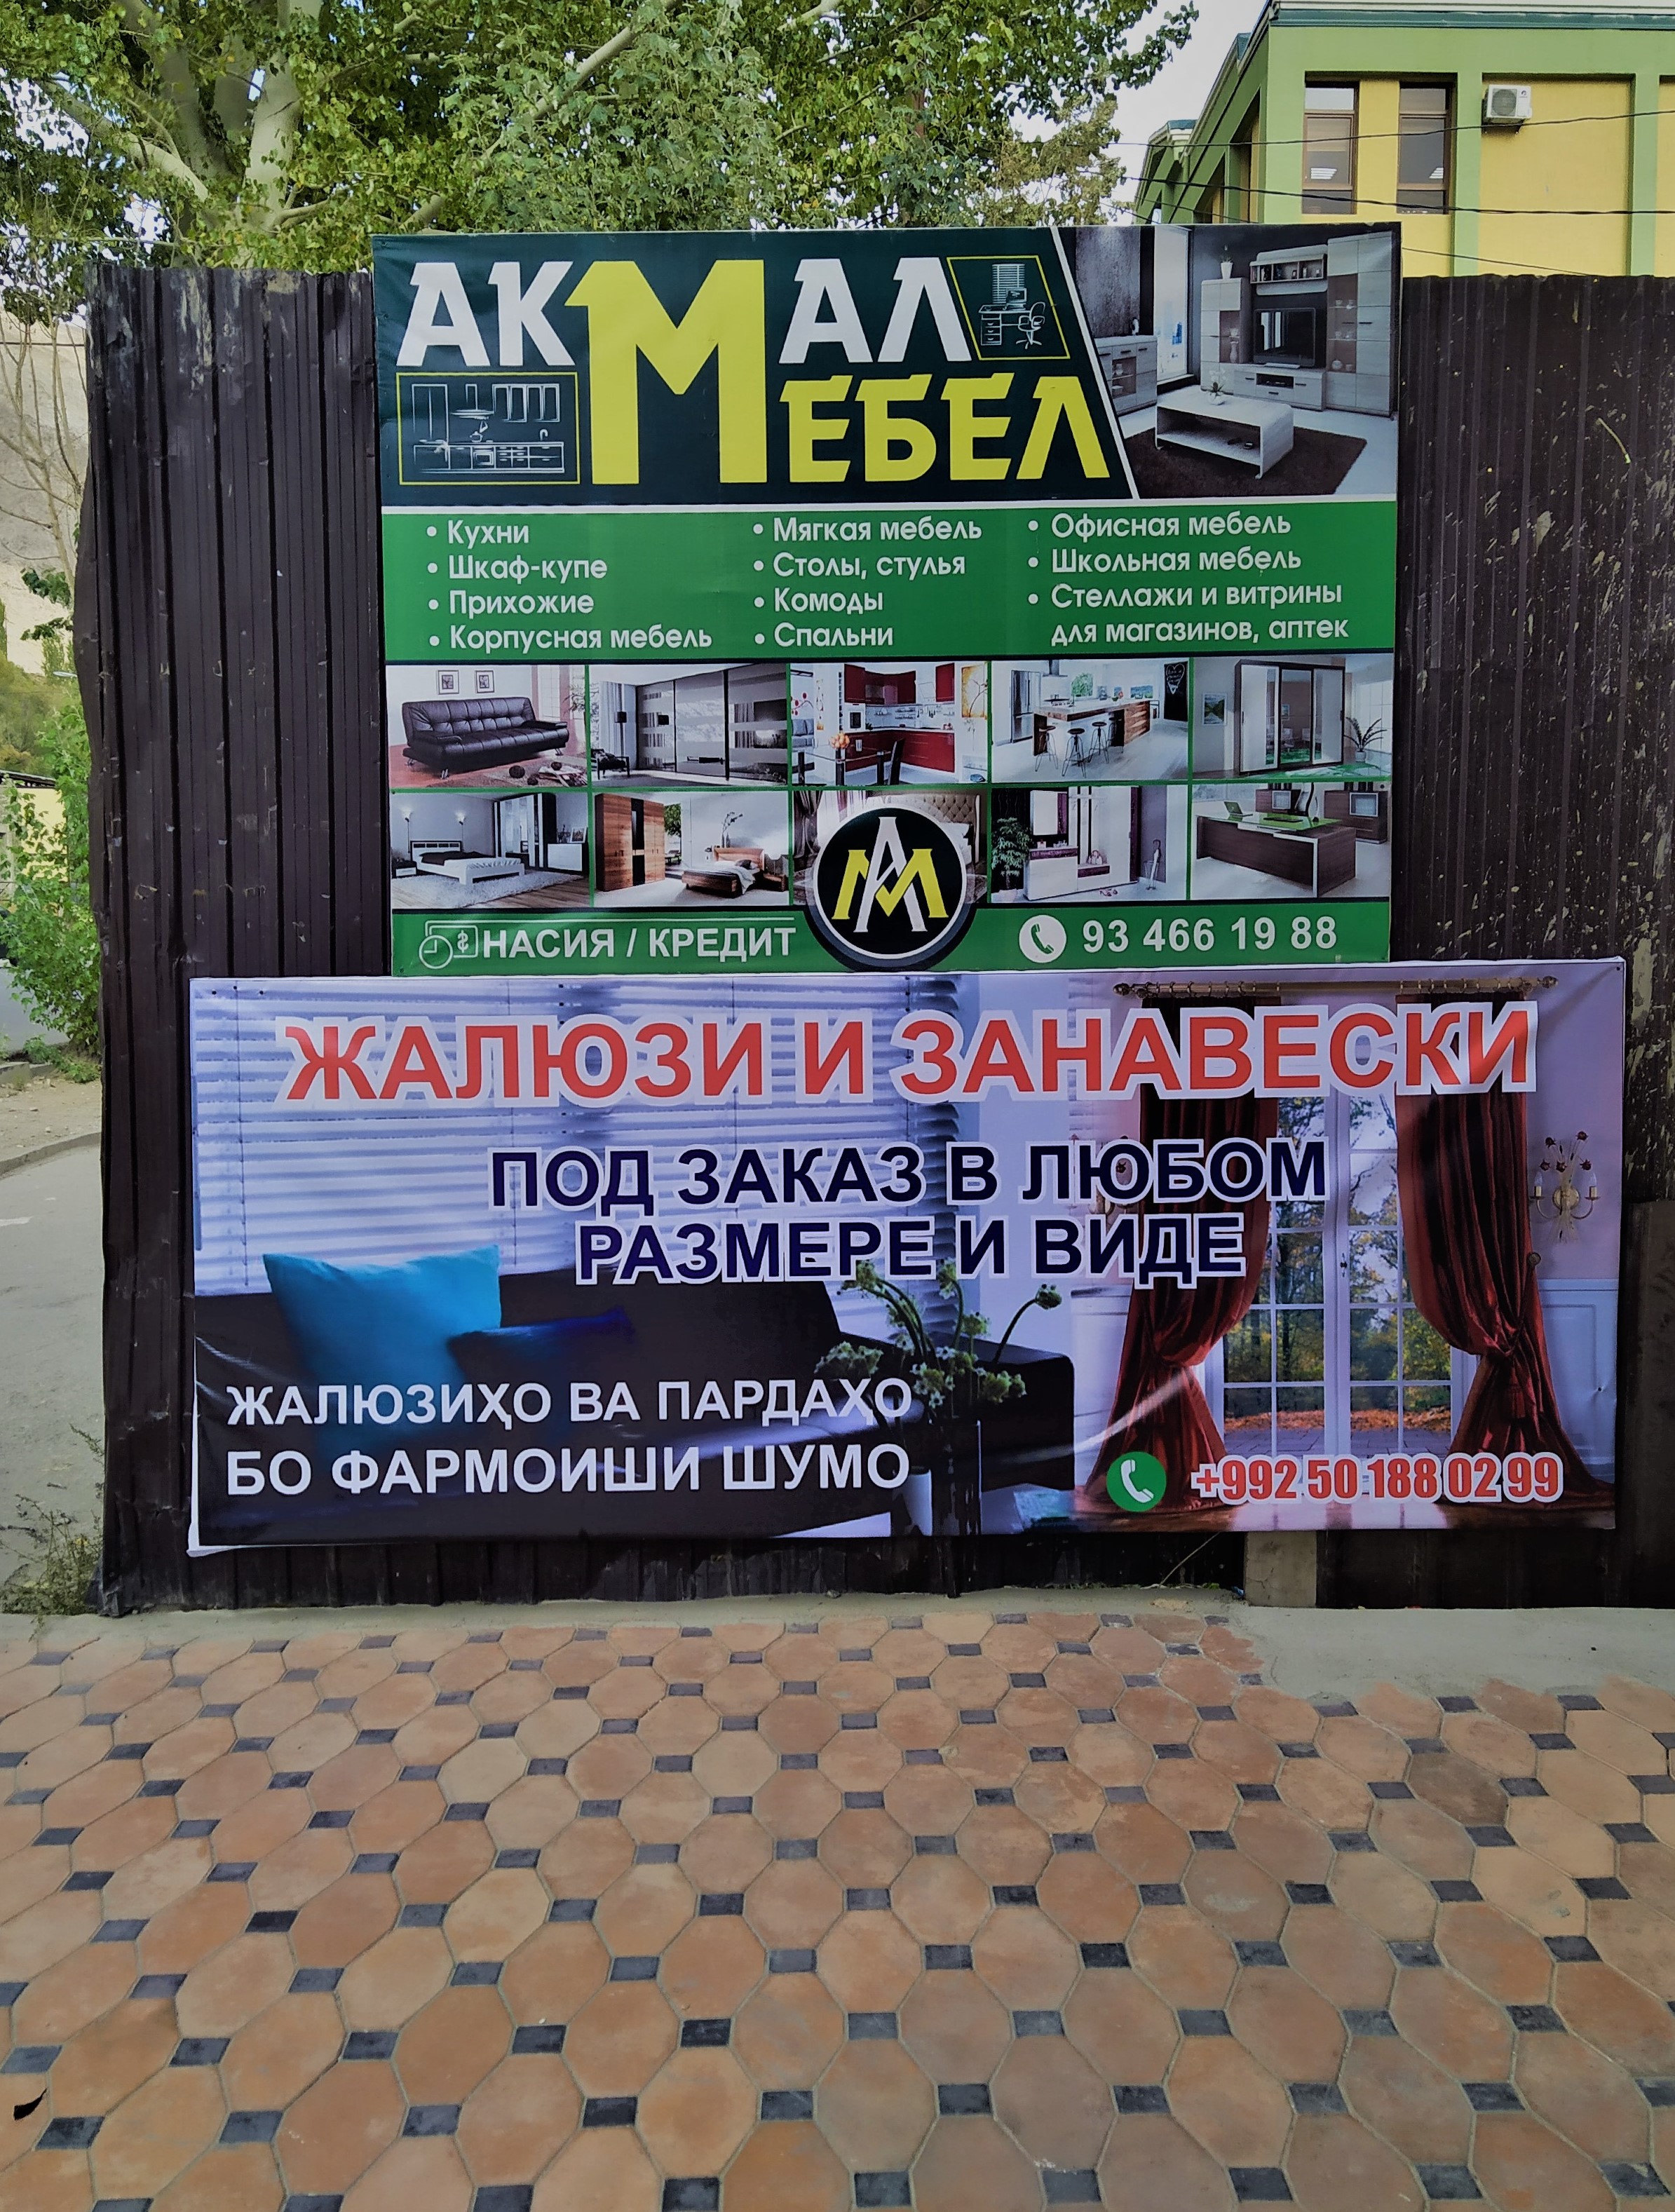 АКМАЛ
МЕБЕЛ
• Кухни
• Шкаф-купе
• Прихожие
• Корпусная мебель
• Мягкая мебель
• Столы, стулья
• Комоды
• Спальни
• Офисная мебель
• Школьная мебель
• Стеллажи и витрины
для магазинов, аптек
АМ
НАСИЯ / КРЕДИТ
93 466 19 88
ЖАЛЮЗИ И ЗАНАВЕСКИ
ПОД ЗАКАЗ В ЛЮБОМ
РАЗМЕРЕ И ВИДЕ
ЖАЛЮЗИҲО ВА ПАРДАҲО
БО ФАРМОИШИ ШУМО
+992 50 188 02 99